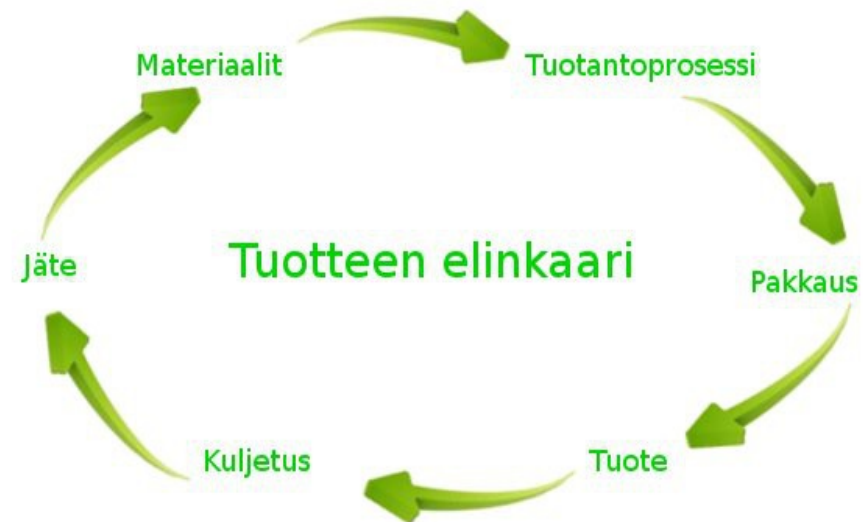 Materiaalit
Tuotantoprosessi
Jäte
Tuotteen elinkaari
Pakkaus
Kuljetus
Tuote